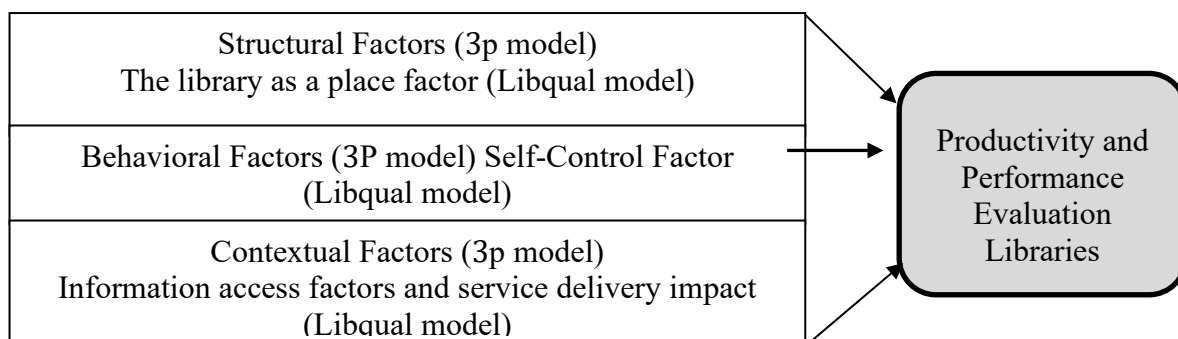 Structural Factors (3p model)
The library as a place factor (Libqual model)
Behavioral Factors (3P model) Self-Control Factor
(Libqual model)
Contextual Factors (3p model)
Information access factors and service delivery impact
(Libqual model)
Productivity and
Performance
Evaluation
Libraries